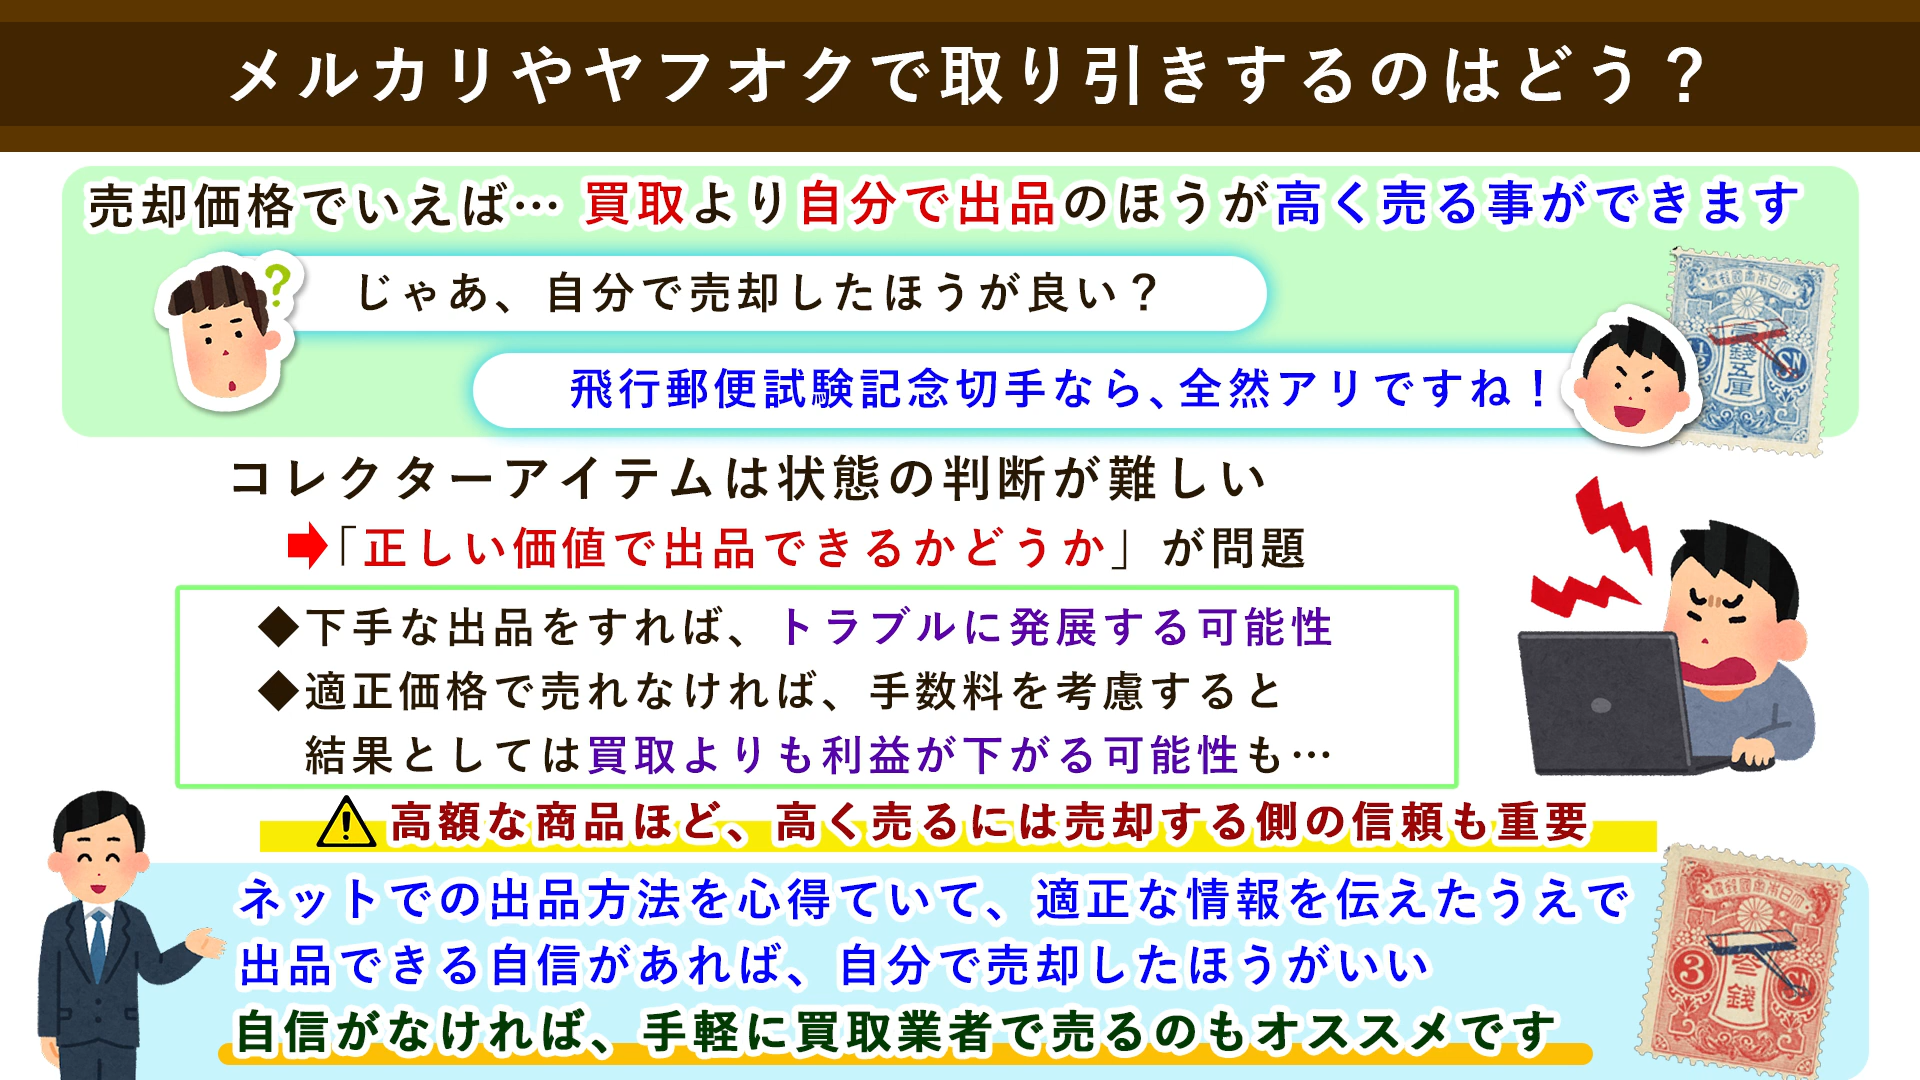 メルカリやヤフオクで取り引きするのはどう？
売却価格でいえば… 買取より自分で出品のほうが高く売る事ができます
?
じゃあ、自分で売却したほうが良い？
飛行郵便試験記念切手なら、全然アリですね！
壹錢五厘
1½
SN
コレクターアイテムは状態の判断が難しい
➡「正しい価値で出品できるかどうか」が問題
◆下手な出品をすれば、トラブルに発展する可能性
◆適正価格で売れなければ、手数料を考慮すると
結果としては買取よりも利益が下がる可能性も…
⚠高額な商品ほど、高く売るには売却する側の信頼も重要
ネットでの出品方法を心得ていて、適正な情報を伝えたうえで
出品できる自信があれば、自分で売却したほうがいい
自信がなければ、手軽に買取業者で売るのもオススメです
3
参錢
SN